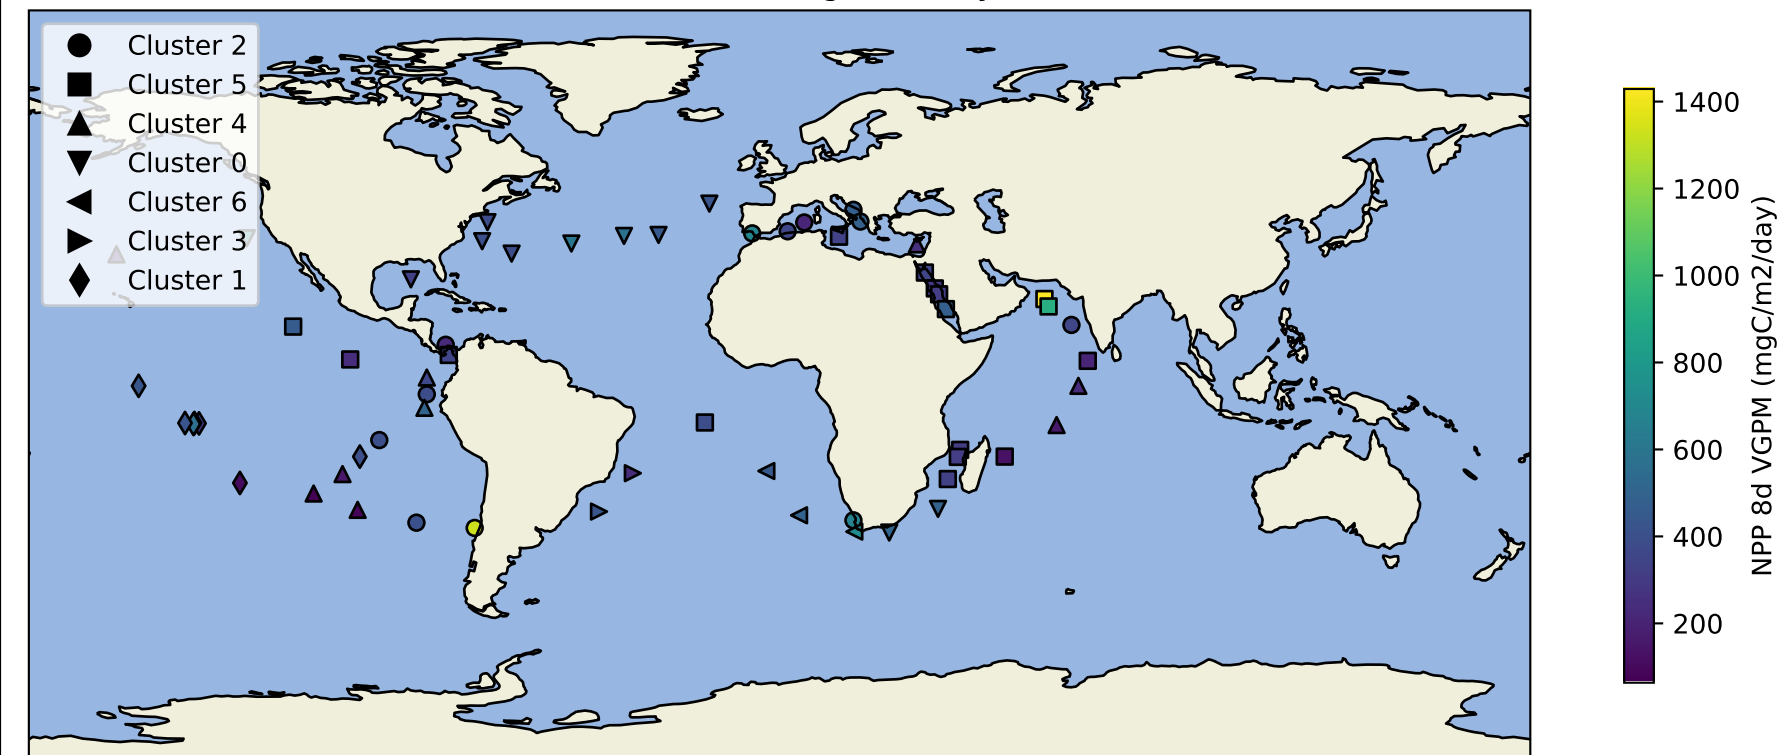 Cluster 2
Cluster 5
Cluster 4
Cluster 0
Cluster 6
Cluster 3
Cluster 1
1400
1200
1000
800
600
400
200
NPP 8d VGPM (mgC/m2/day)